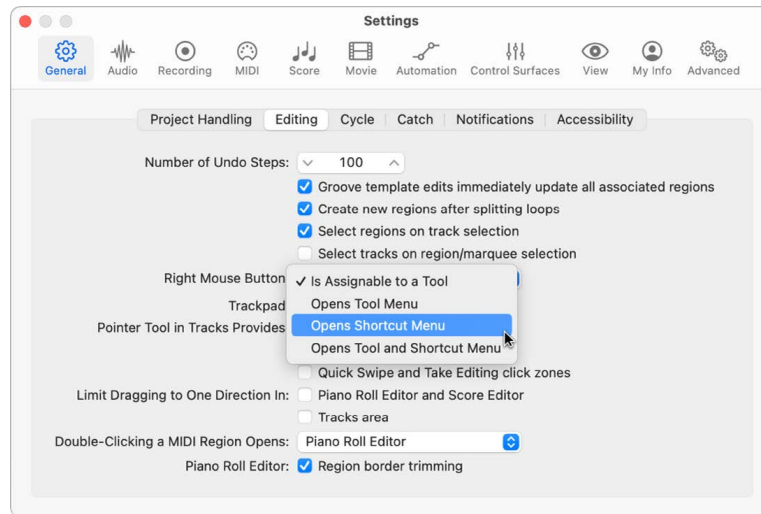 Settings
General Audio Recording MIDI Score Movie Automation Control Surfaces View My Info Advanced
Project Handling Editing Cycle Catch Notifications Accessibility
Number of Undo Steps: 100
Groove template edits immediately update all associated regions
Create new regions after splitting loops
Select regions on track selection
Select tracks on region/marquee selection
Right Mouse Button ✓ Is Assignable to a Tool
Trackpad Opens Tool Menu
Pointer Tool in Tracks Provides Opens Shortcut Menu
Opens Tool and Shortcut Menu
Quick Swipe and Take Editing click zones
Limit Dragging to One Direction In: Piano Roll Editor and Score Editor
Tracks area
Double-Clicking a MIDI Region Opens: Piano Roll Editor
Piano Roll Editor: Region border trimming